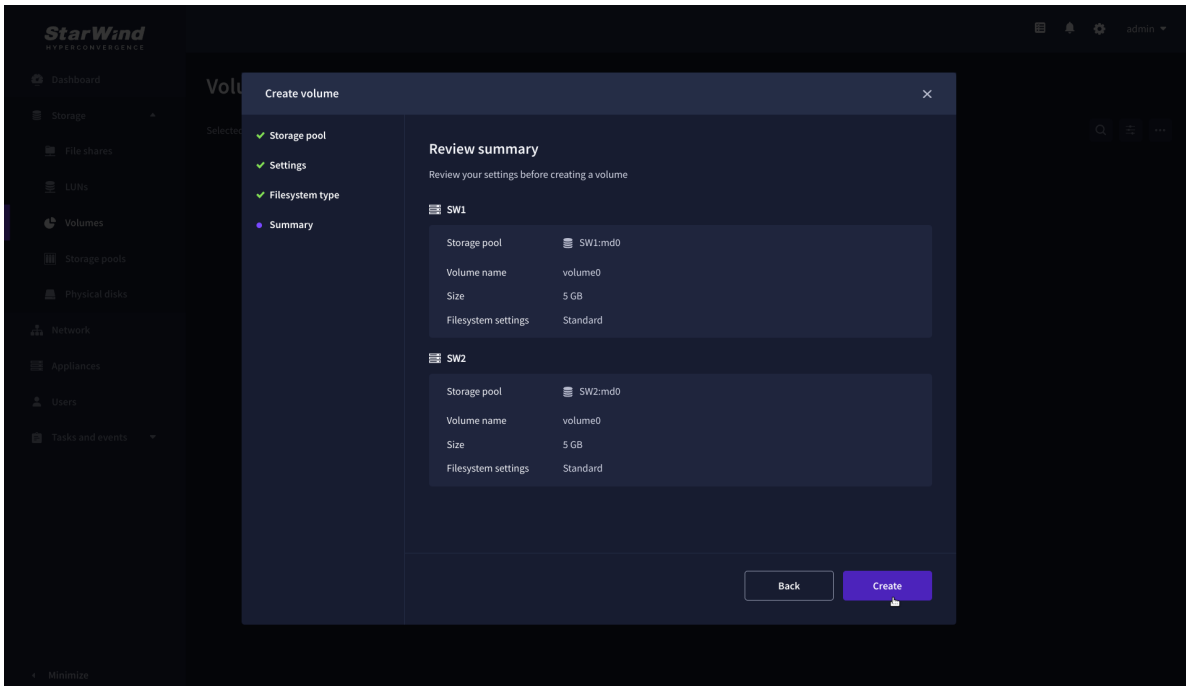 StarWind
HYPERCONVERGENCE
admin
Dashboard
Storage
File shares
LUNs
Volumes
Storage pools
Physical disks
Network
Appliances
Users
Tasks and events
Minimize
Volu
Selected
Create volume
Storage pool
Settings
Filesystem type
Summary
Review summary
Review your settings before creating a volume
SW1
Storage pool SW1:md0
Volume name volume0
Size 5 GB
Filesystem settings Standard
SW2
Storage pool SW2:md0
Volume name volume0
Size 5 GB
Filesystem settings Standard
Back Create